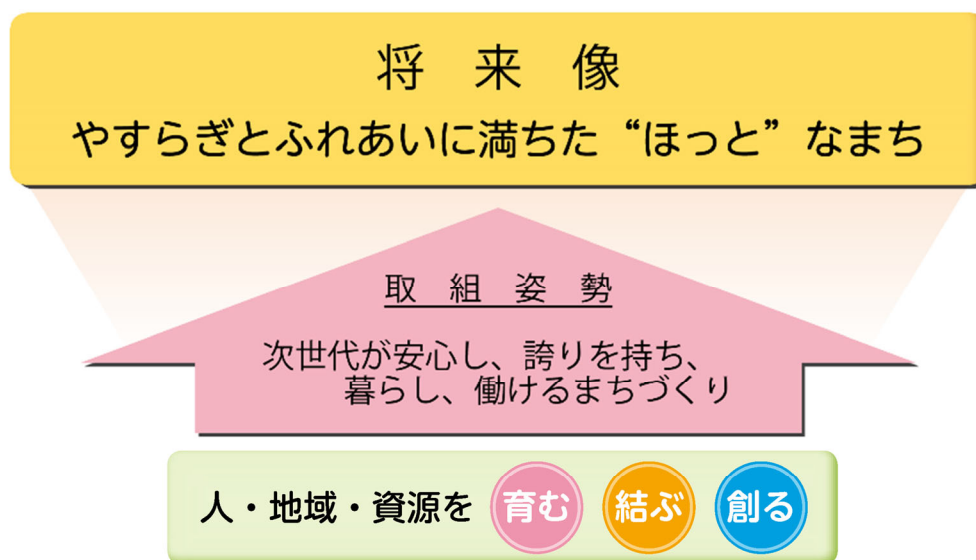 将　来　像
やすらぎとふれあいに満ちた“ほっと”なまち
取　組　姿　勢
次世代が安心し、誇りを持ち、
暮らし、働けるまちづくり
人・地域・資源を 育む 結ぶ 創る